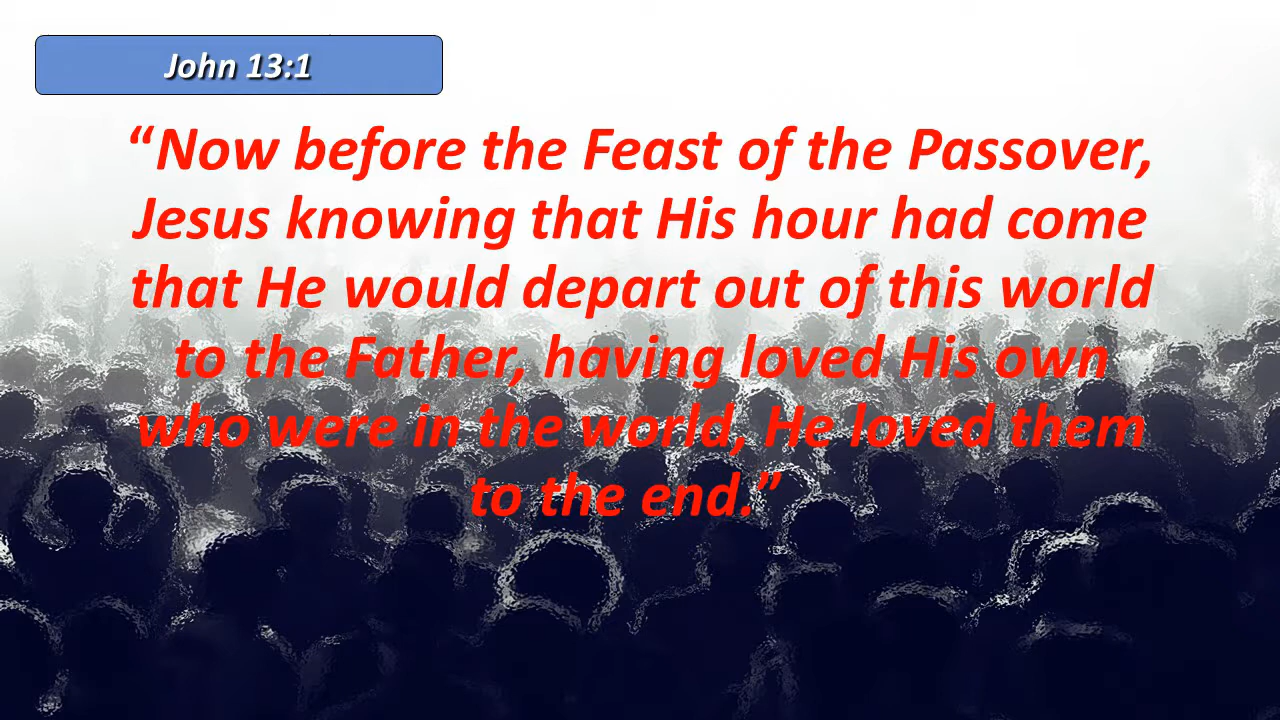 John 13:1
“Now before the Feast of the Passover,
Jesus knowing that His hour had come
that He would depart out of this world
to the Father, having loved His own
who were in the world, He loved them
to the end.”